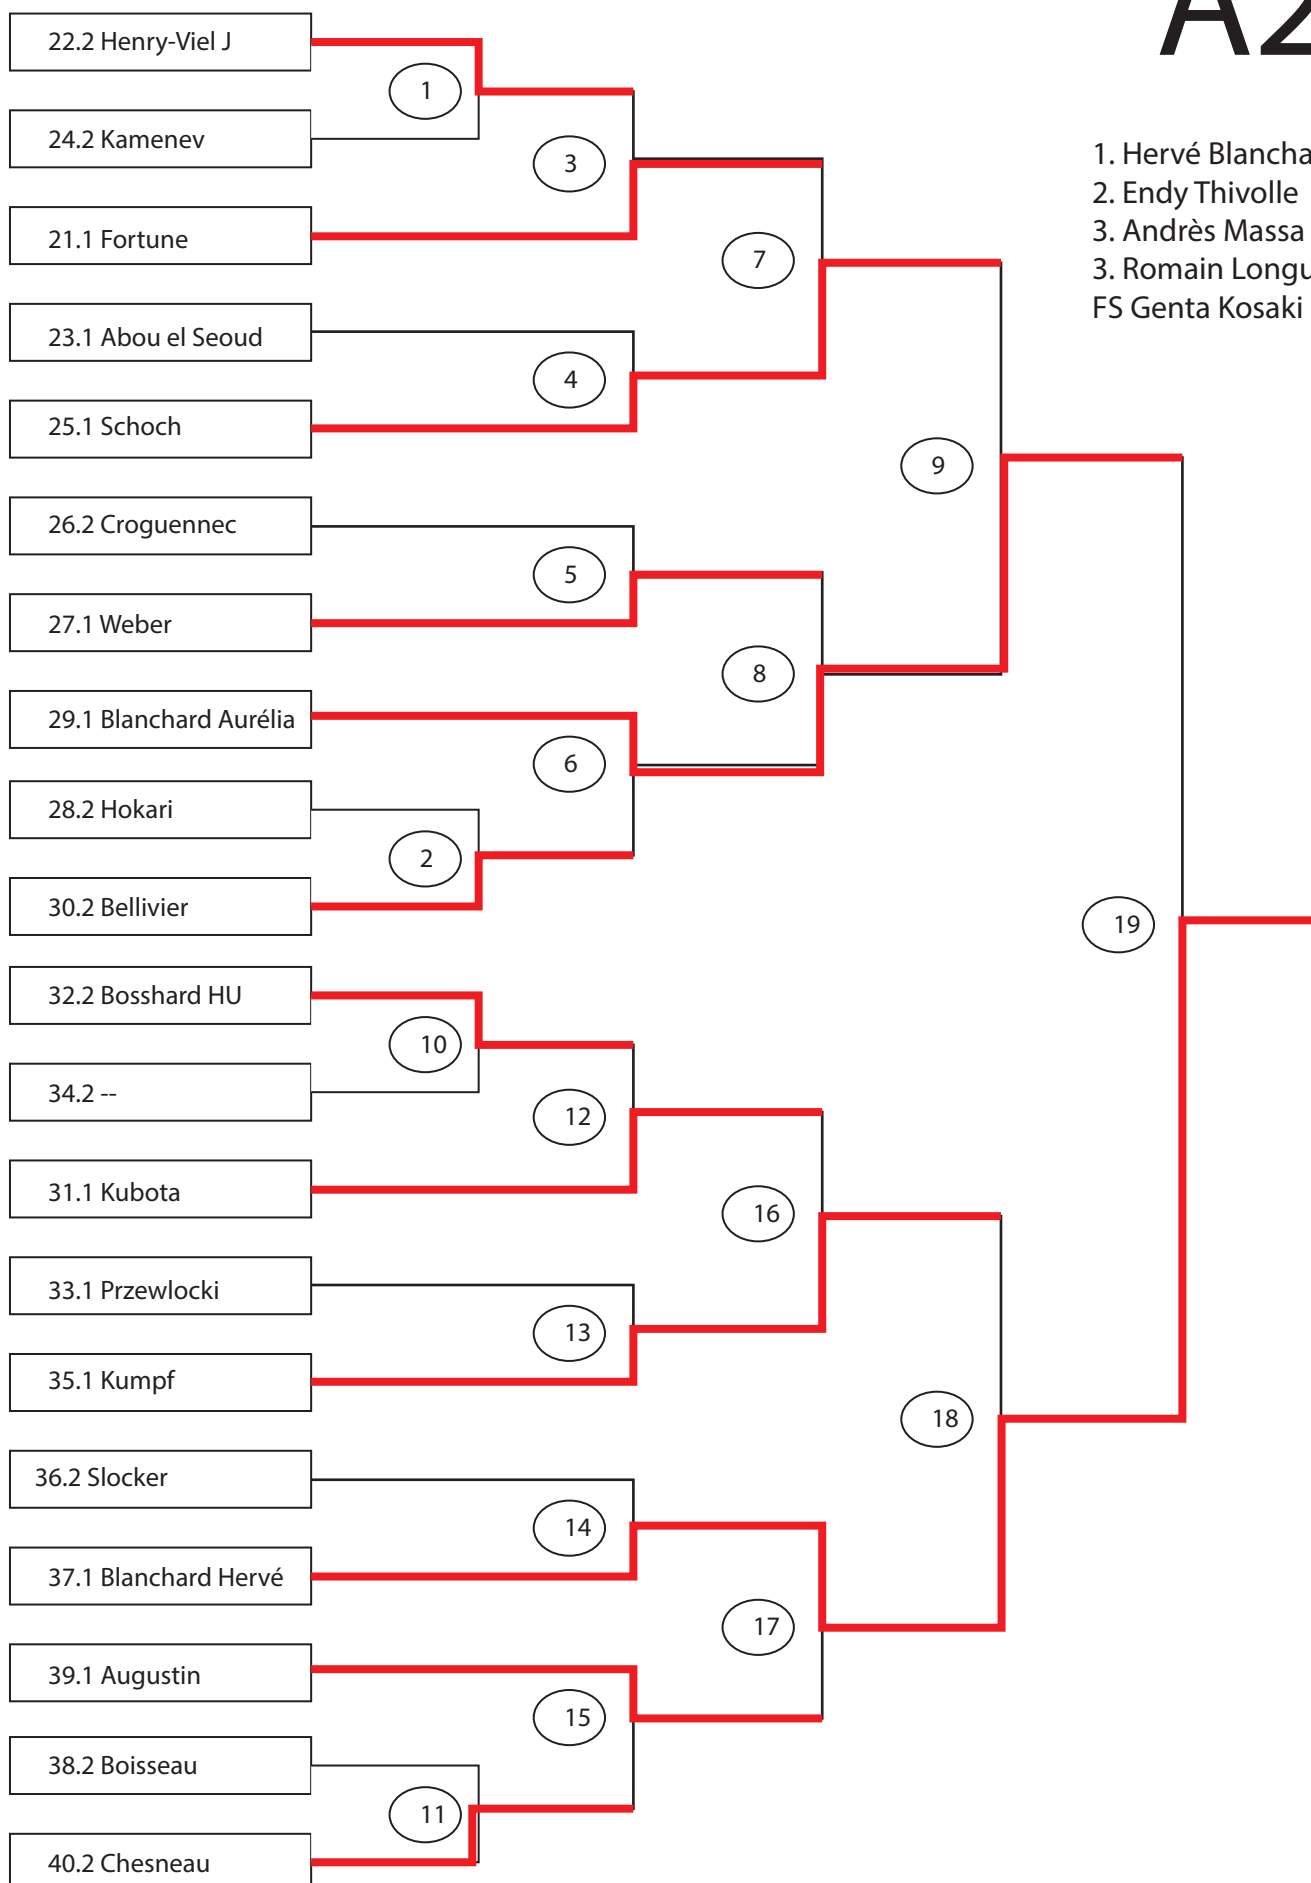 A2
1. Hervé Blancha
2. Endy Thivolle
3. Andrès Massa
3. Romain Longu
FS Genta Kosaki
22.2 Henry-Viel J
1
24.2 Kamenev
3
21.1 Fortune
7
23.1 Abou el Seoud
4
25.1 Schoch
9
26.2 Croguennec
5
27.1 Weber
8
29.1 Blanchard Aurélia
6
28.2 Hokari
2
30.2 Bellivier
19
32.2 Bosshard HU
10
34.2 --
12
31.1 Kubota
16
33.1 Przewlocki
13
35.1 Kumpf
18
36.2 Slocker
14
37.1 Blanchard Hervé
17
39.1 Augustin
15
38.2 Boisseau
11
40.2 Chesneau